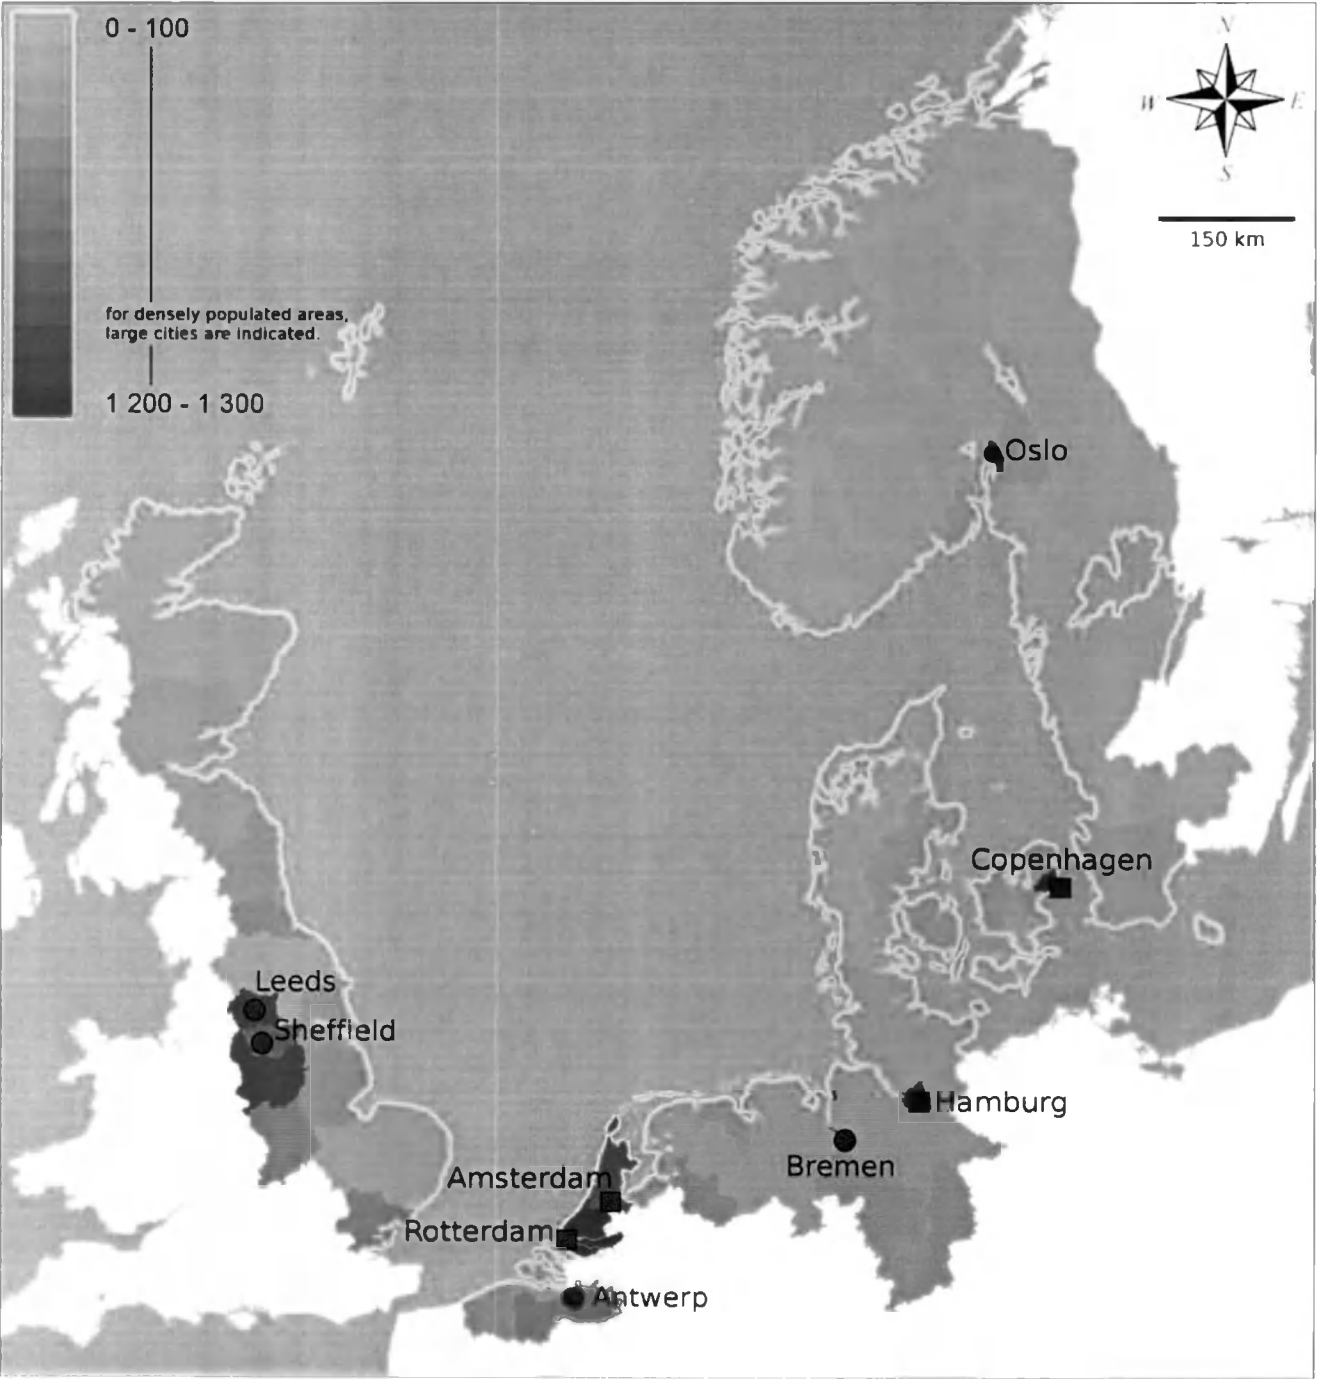 0 - 100
for densely populated areas,
large cities are indicated.
1 200 - 1 300
N
W E
S
150 km
Oslo
Copenhagen
Leeds
Sheffield
Hamburg
Bremen
Amsterdam
Rotterdam
Antwerp